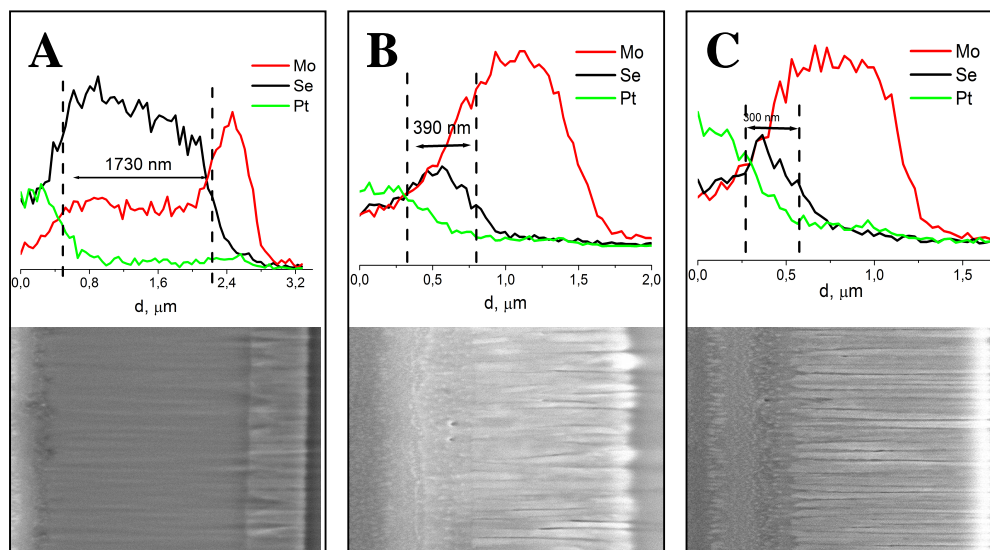 A
Mo
Se
Pt
1730 nm
0,0 0,8 1,6 2,4 3,2
d, μm
B
Mo
Se
Pt
390 nm
0,0 0,5 1,0 1,5 2,0
d, μm
C
Mo
Se
Pt
300 nm
0,0 0,5 1,0 1,5
d, μm